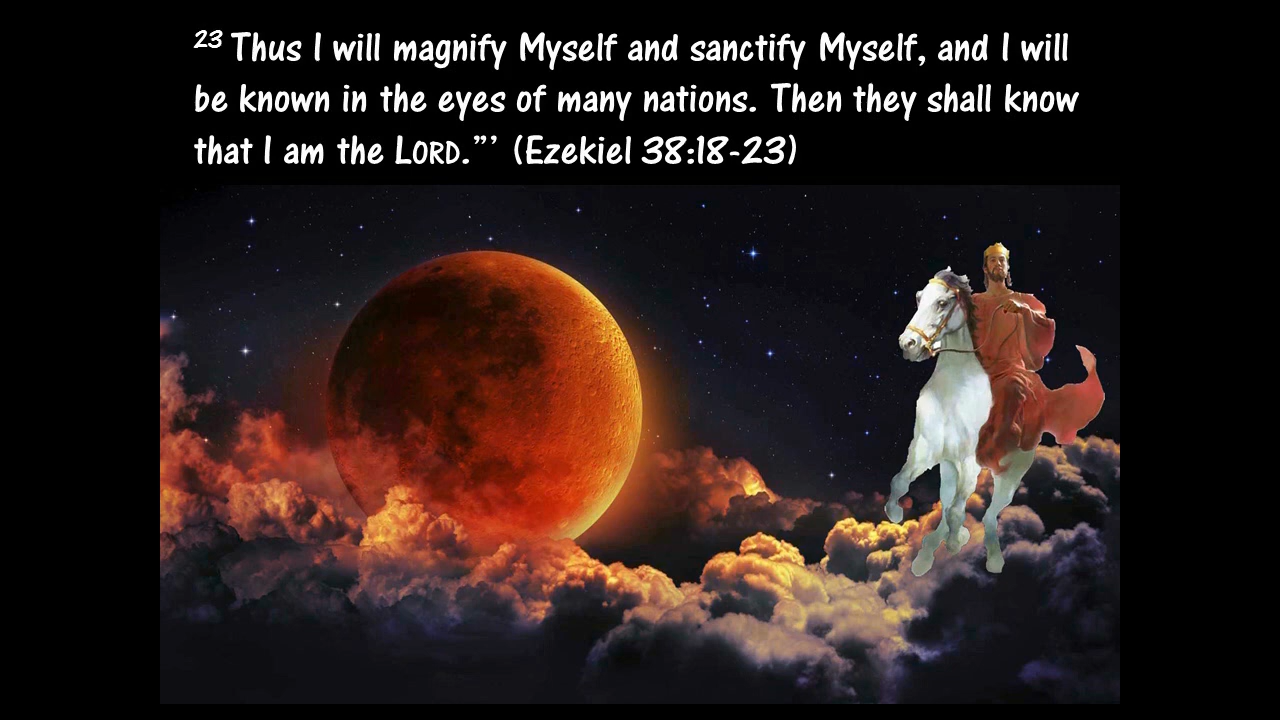 23 Thus I will magnify Myself and sanctify Myself, and I will
be known in the eyes of many nations. Then they shall know
that I am the LORD.”’ (Ezekiel 38:18-23)